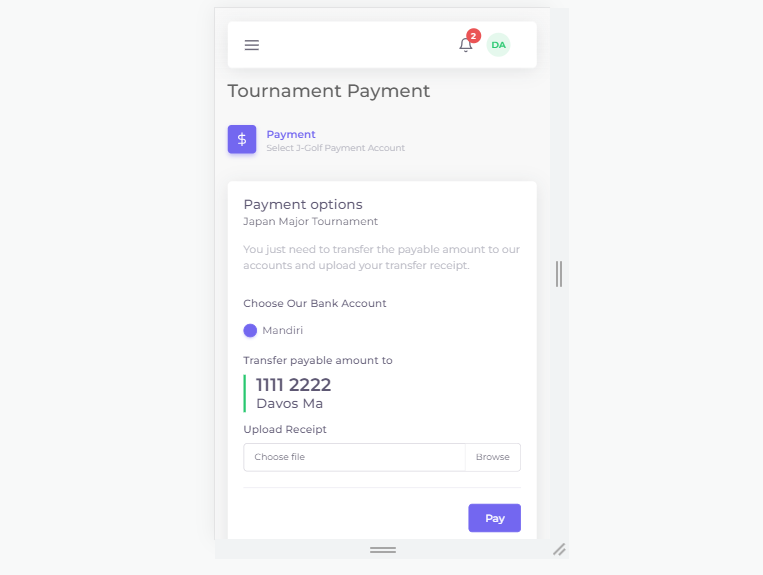 2
DA
Tournament Payment
$
Payment
Select J-Golf Payment Account
Payment options
Japan Major Tournament
You just need to transfer the payable amount to our
accounts and upload your transfer receipt.
Choose Our Bank Account
Mandiri
Transfer payable amount to
1111 2222
Davos Ma
Upload Receipt
Choose file
Browse
Pay